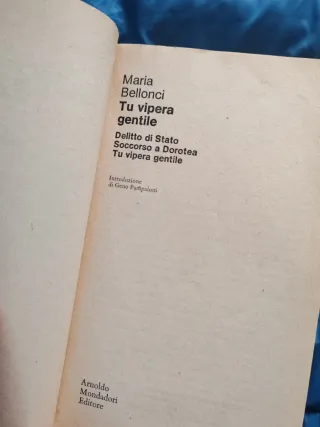 Maria
Bellonci
Tu vipera
gentile
Delitto di Stato
Soccorso a Dorotea
Tu vipera gentile
Introduzione
di Geno Pampaloni
Arnoldo
Mondadori
Editore